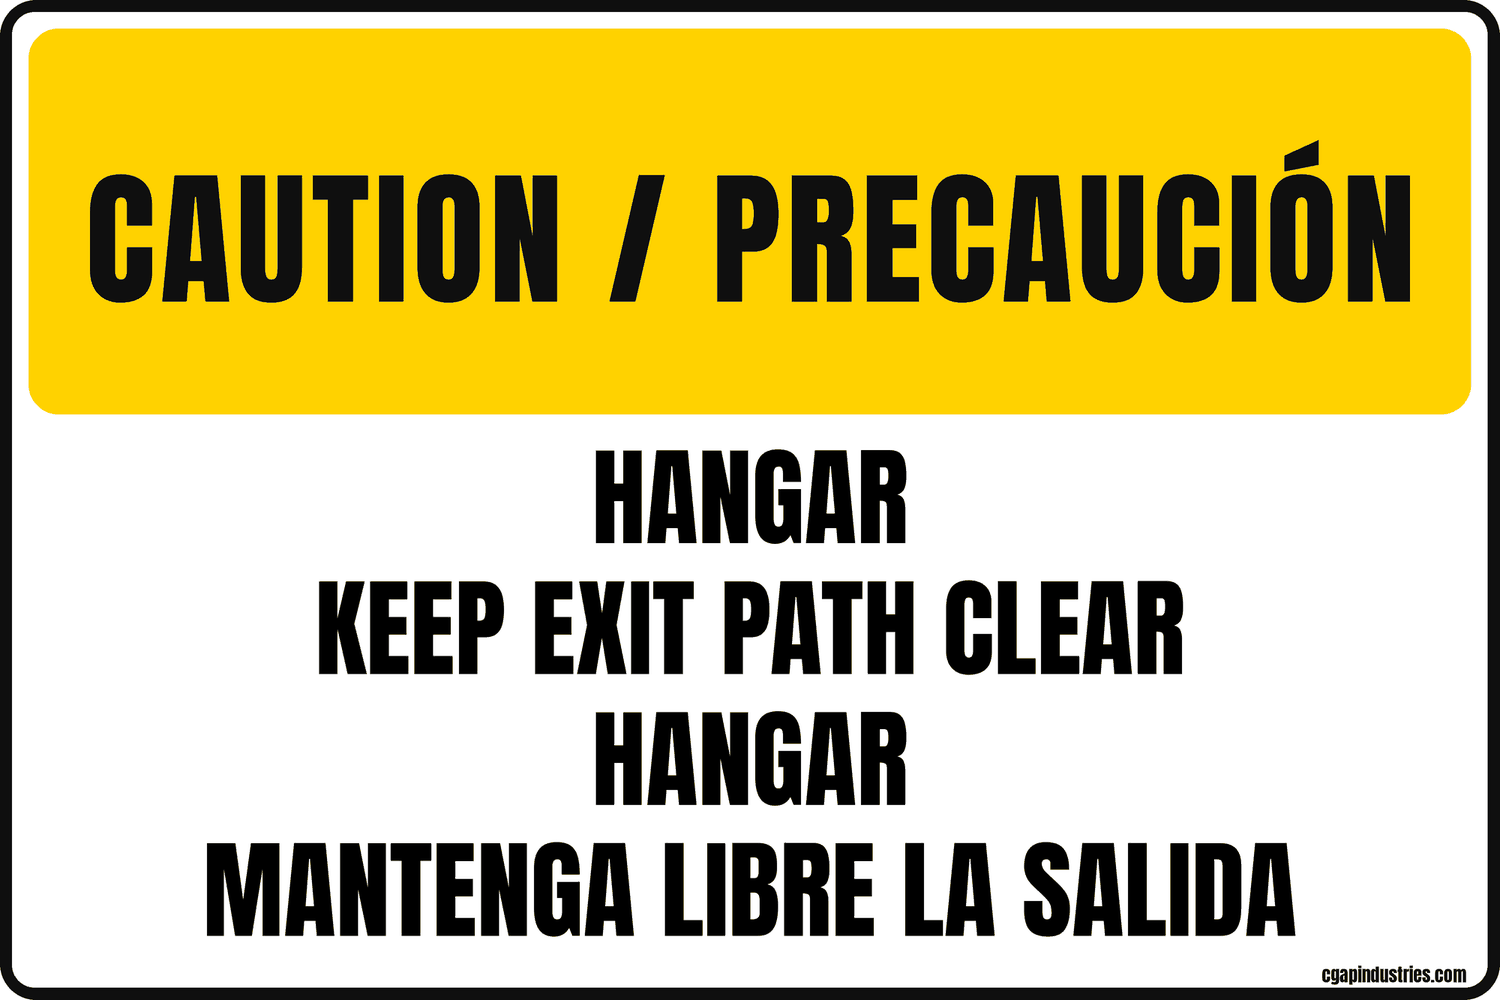 CAUTION / PRECAUCIÓN
HANGAR
KEEP EXIT PATH CLEAR
HANGAR
MANTENGA LIBRE LA SALIDA
cgapindustries.com